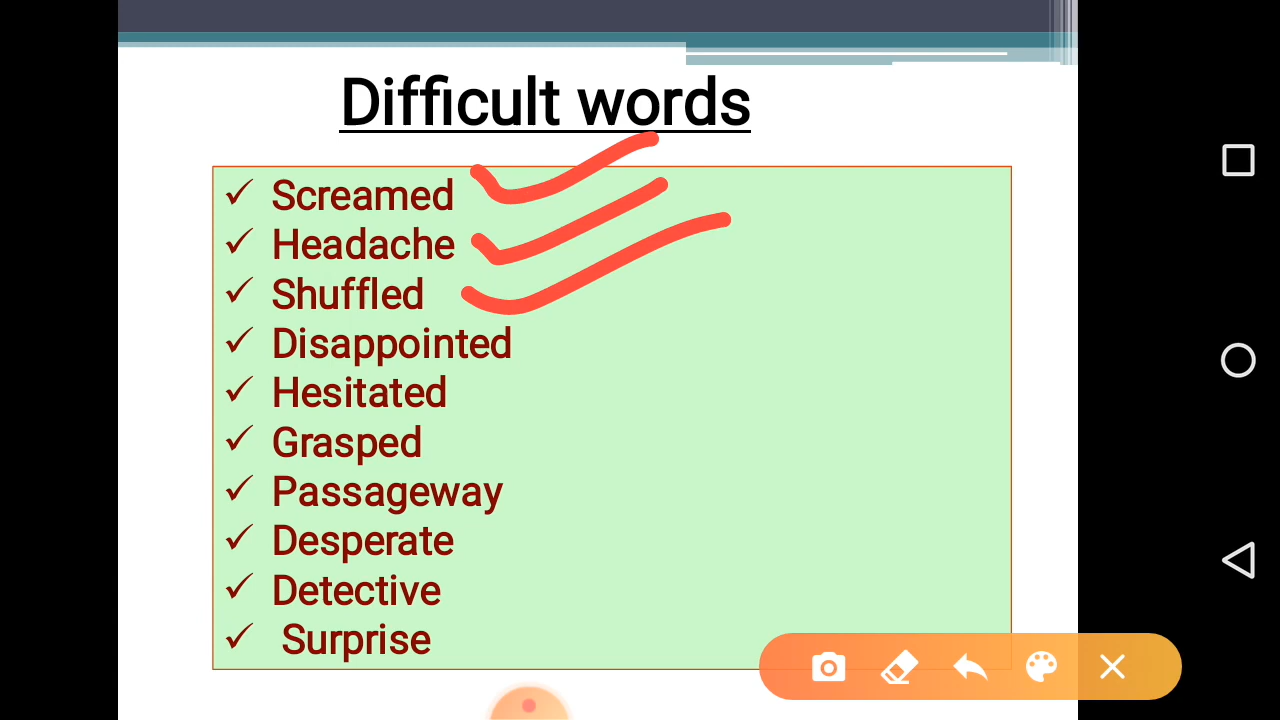 Difficult words
✓ Screamed
✓ Headache
✓ Shuffled
✓ Disappointed
✓ Hesitated
✓ Grasped
✓ Passageway
✓ Desperate
✓ Detective
✓ Surprise